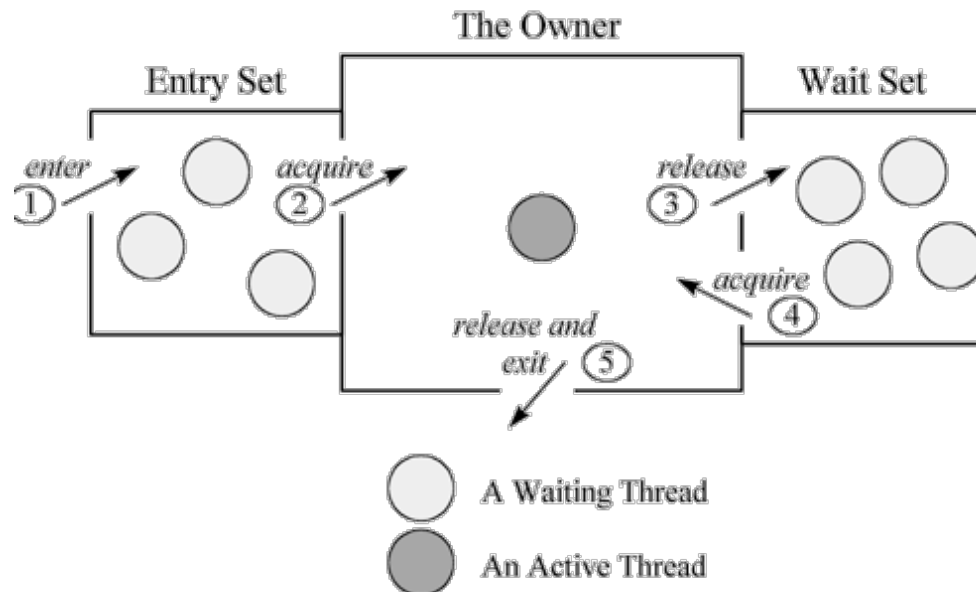 The Owner
Entry Set
Wait Set
enter
1
acquire
2
release
3
acquire
4
release and
exit
5
A Waiting Thread
An Active Thread